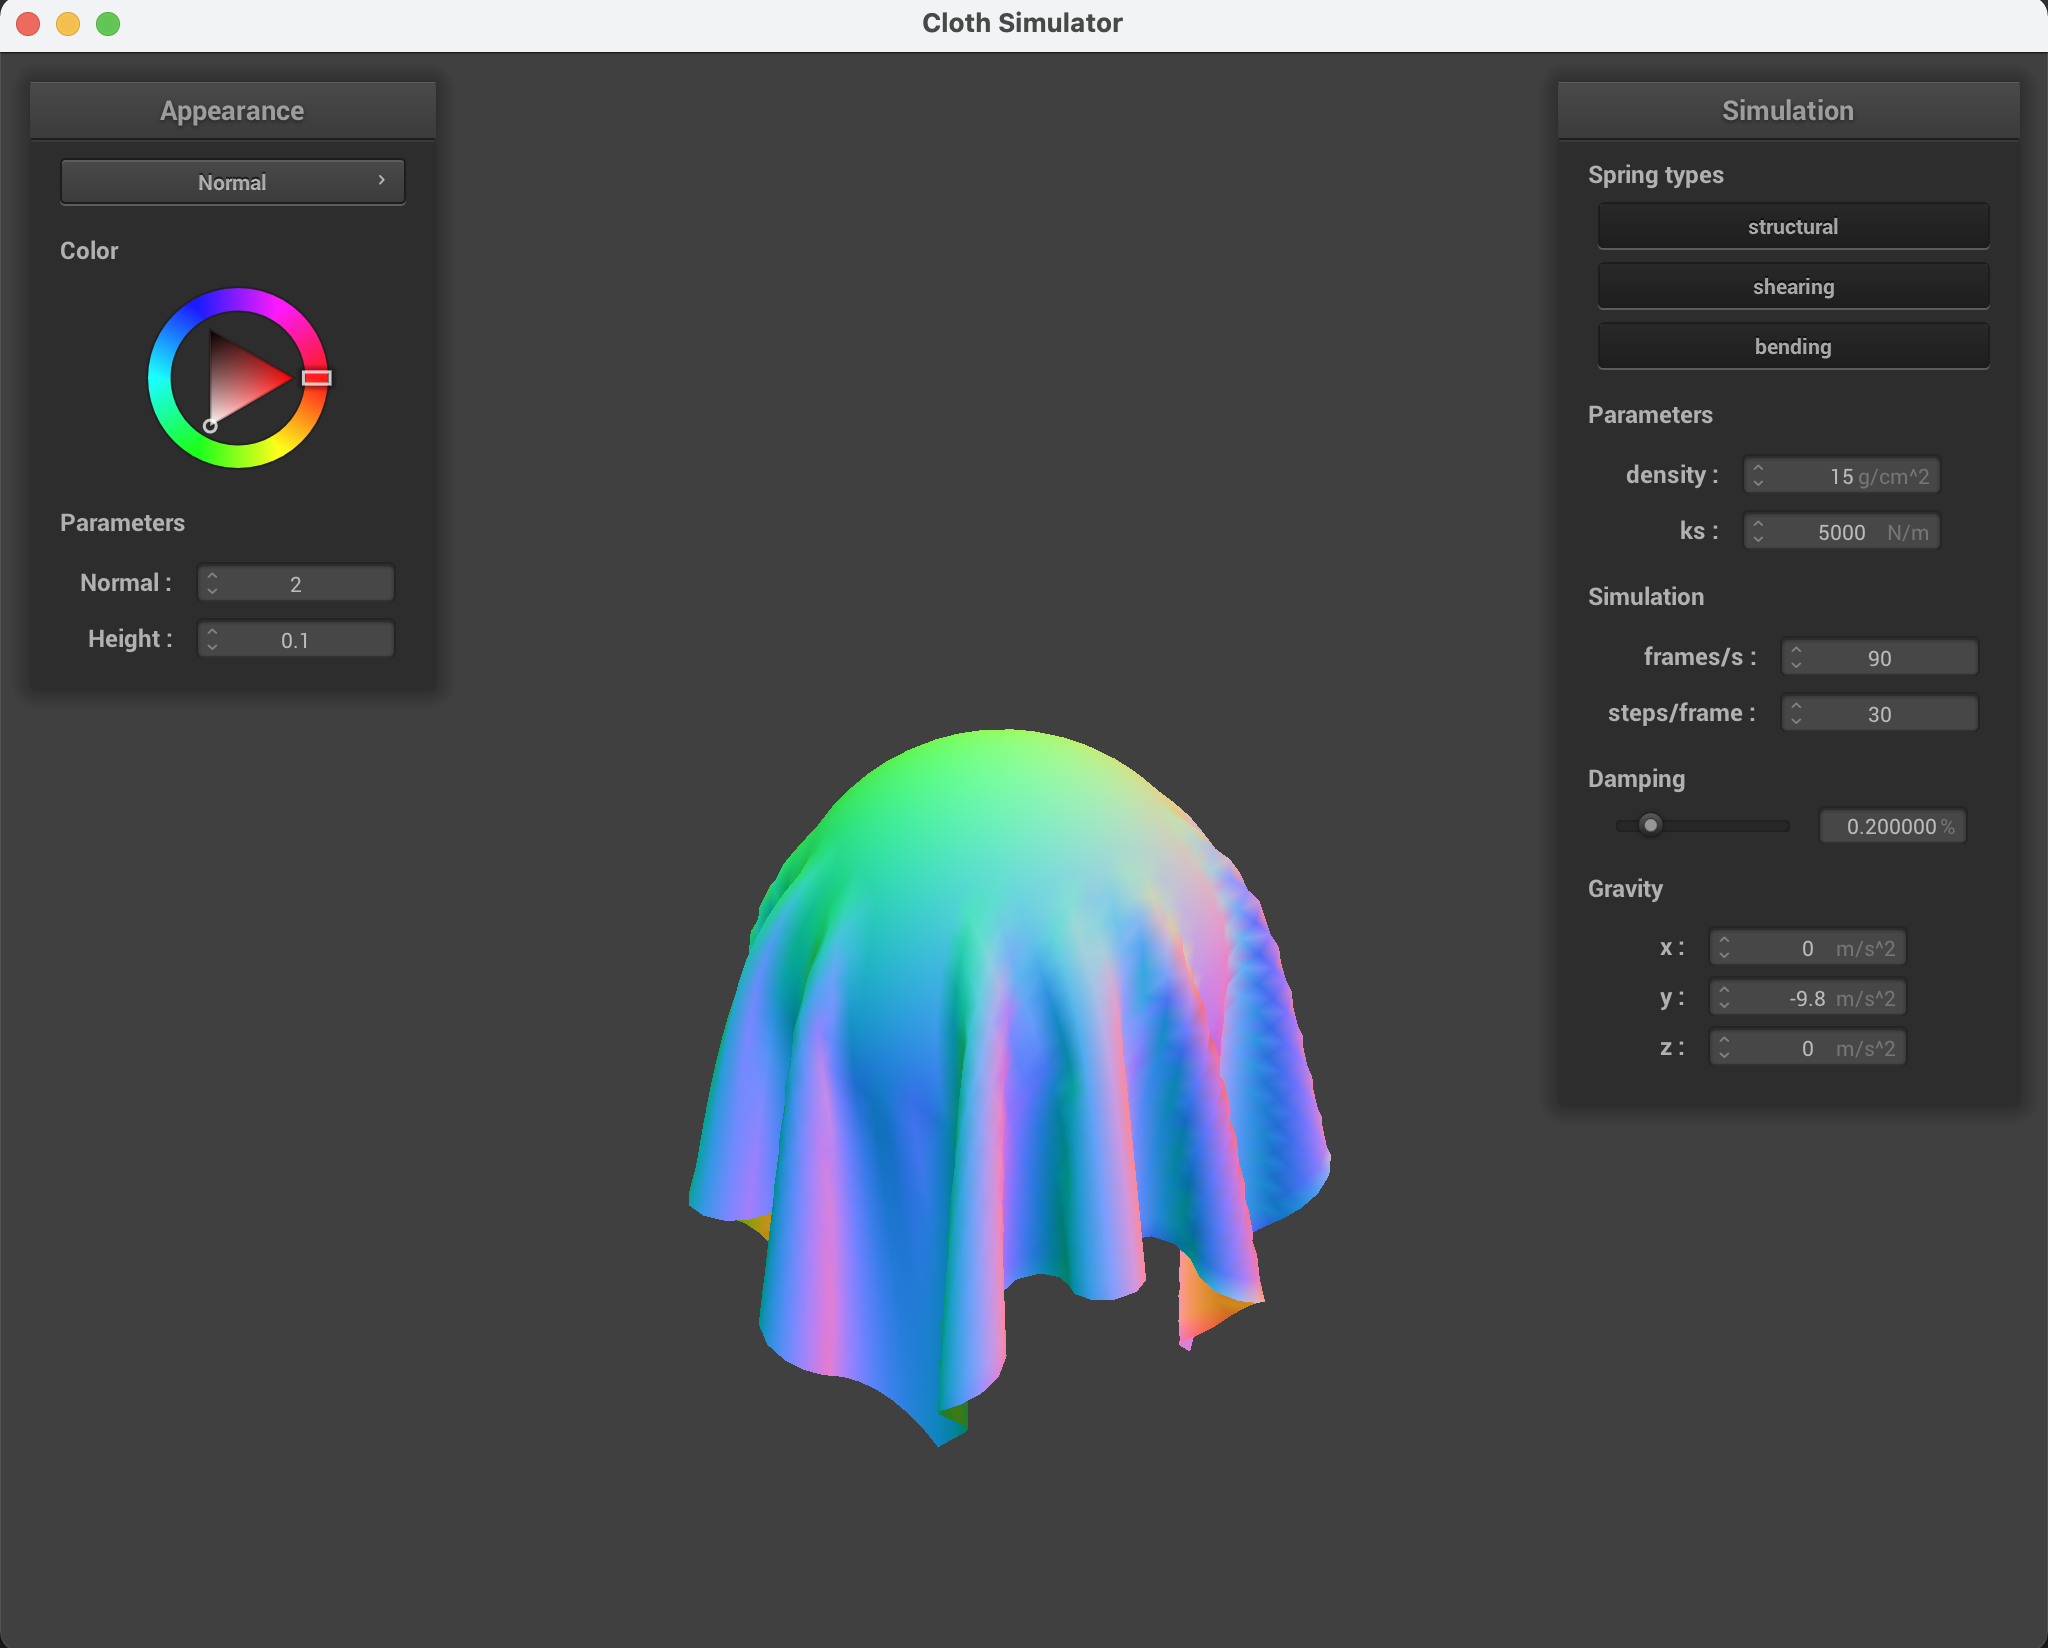 Cloth Simulator
Appearance
Normal
Color
Parameters
Normal : 2
Height : 0.1
Simulation
Spring types
structural
shearing
bending
Parameters
density : 15 g/cm^2
ks : 5000 N/m
Simulation
frames/s : 90
steps/frame : 30
Damping
0.200000 %
Gravity
x : 0 m/s^2
y : -9.8 m/s^2
z : 0 m/s^2